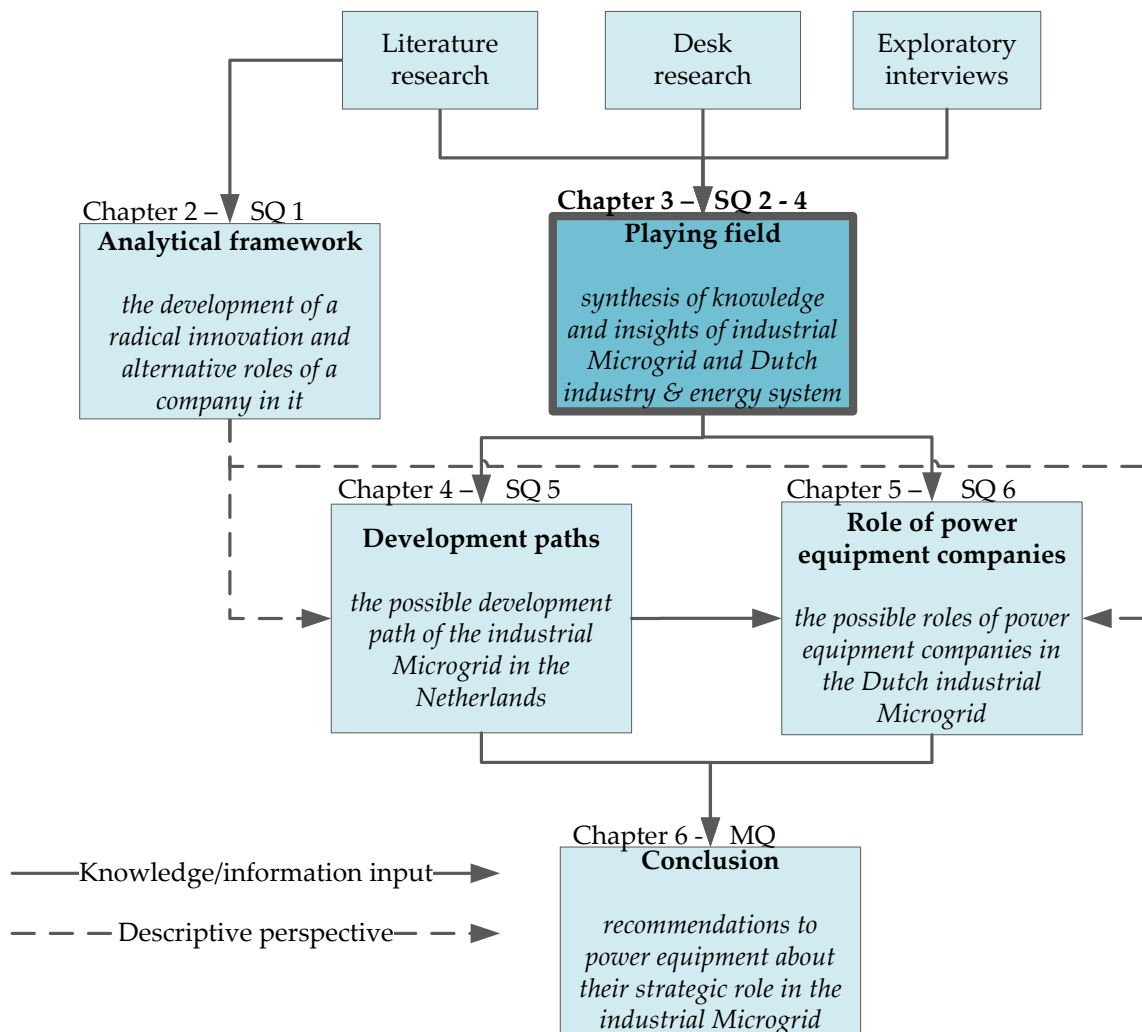 Literature
research
Desk
research
Exploratory
interviews
Chapter 2 – SQ 1
Analytical framework
the development of a
radical innovation and
alternative roles of a
company in it
Chapter 3 – SQ 2 - 4
Playing field
synthesis of knowledge
and insights of industrial
Microgrid and Dutch
industry & energy system
Chapter 4 – SQ 5
Development paths
the possible development
path of the industrial
Microgrid in the
Netherlands
Chapter 5 – SQ 6
Role of power
equipment companies
the possible roles of power
equipment companies in
the Dutch industrial
Microgrid
Chapter 6 - MQ
Conclusion
recommendations to
power equipment about
their strategic role in the
industrial Microgrid
Knowledge/information input
Descriptive perspective